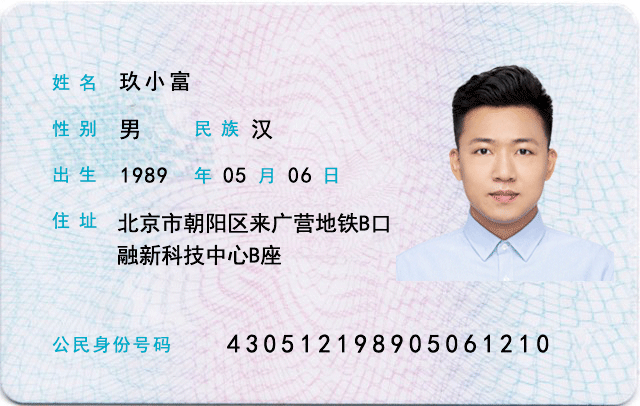 姓名 玖小富
性别 男 民族 汉
出生 1989 年 05 月 06 日
住址 北京市朝阳区来广营地铁B口
融新科技中心B座
公民身份号码 430512198905061210